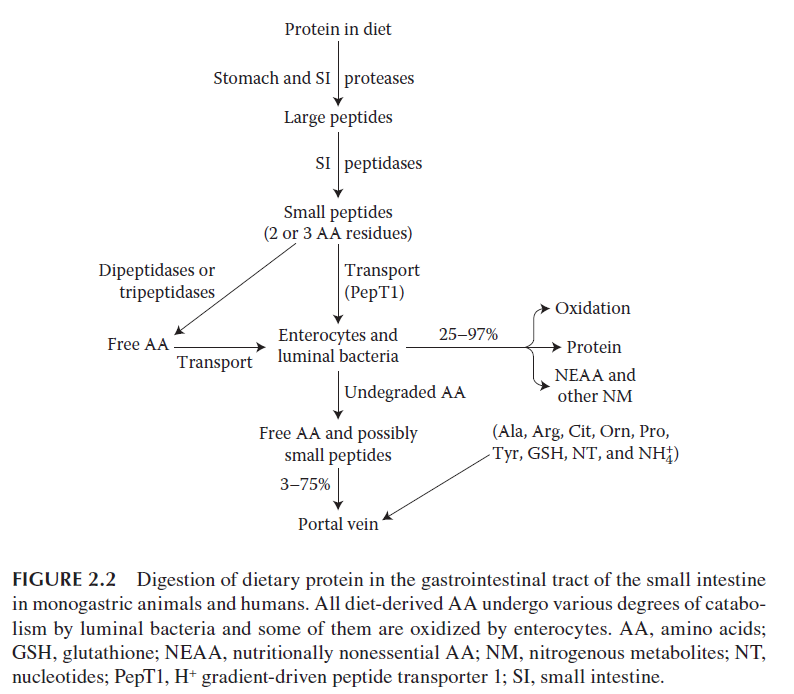 Protein in diet
Stomach and SI proteases
Large peptides
SI peptidases
Small peptides
(2 or 3 AA residues)
Dipeptidases or
tripeptidases
Transport
(PepT1)
Free AA
Transport
Enterocytes and
luminal bacteria
25–97%
Oxidation
Protein
NEAA and
other NM
Undegraded AA
Free AA and possibly
small peptides
(Ala, Arg, Cit, Orn, Pro,
Tyr, GSH, NT, and NH₄⁺)
3–75%
Portal vein
FIGURE 2.2 Digestion of dietary protein in the gastrointestinal tract of the small intestine
in monogastric animals and humans. All diet-derived AA undergo various degrees of catabo-
lism by luminal bacteria and some of them are oxidized by enterocytes. AA, amino acids;
GSH, glutathione; NEAA, nutritionally nonessential AA; NM, nitrogenous metabolites; NT,
nucleotides; PepT1, H⁺ gradient-driven peptide transporter 1; SI, small intestine.